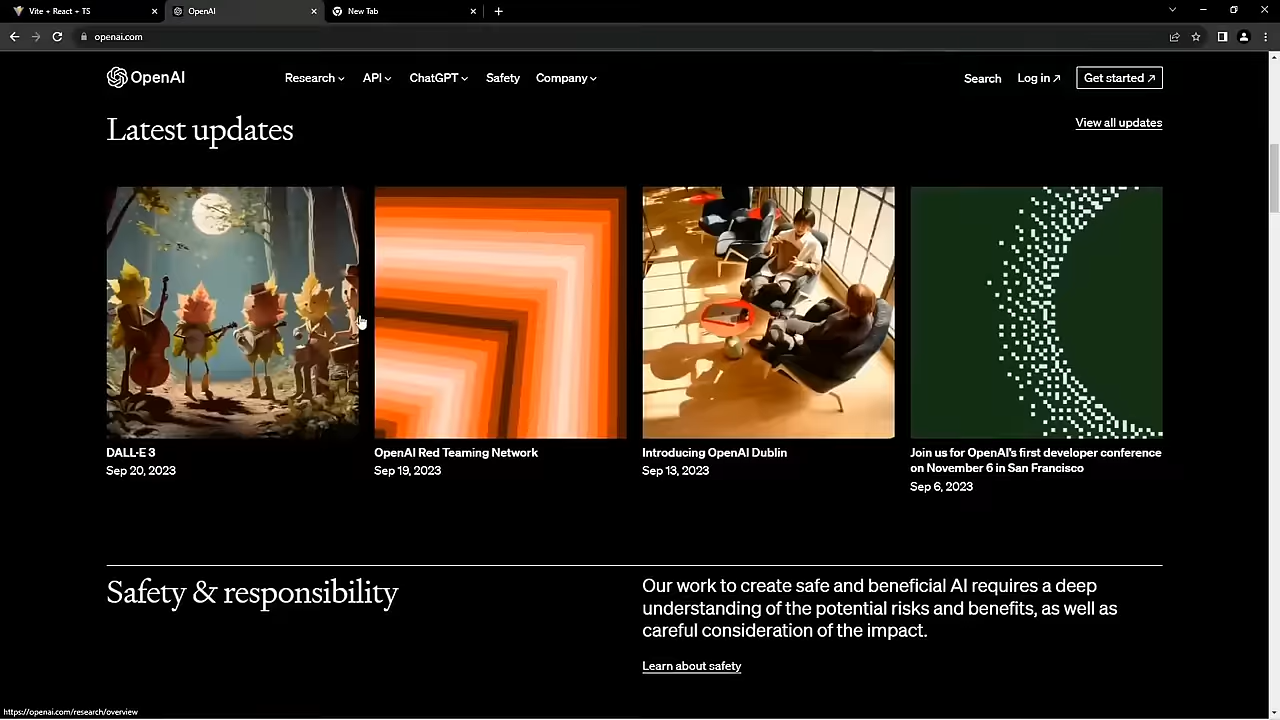 Vite + React + TS
OpenAI
New Tab
openai.com
OpenAI
Research
API
ChatGPT
Safety
Company
Search
Log in ↗
Get started ↗
Latest updates
View all updates
DALL·E 3
Sep 20, 2023
OpenAI Red Teaming Network
Sep 19, 2023
Introducing OpenAI Dublin
Sep 13, 2023
Join us for OpenAI's first developer conference
on November 6 in San Francisco
Sep 6, 2023
Safety & responsibility
Our work to create safe and beneficial AI requires a deep
understanding of the potential risks and benefits, as well as
careful consideration of the impact.
Learn about safety
https://openai.com/research/overview